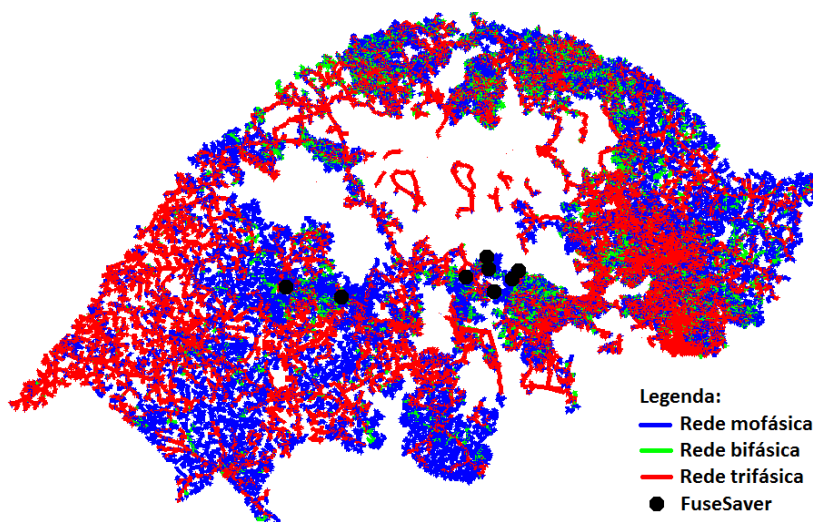 Legenda:
Rede mofásica
Rede bifásica
Rede trifásica
FuseSaver